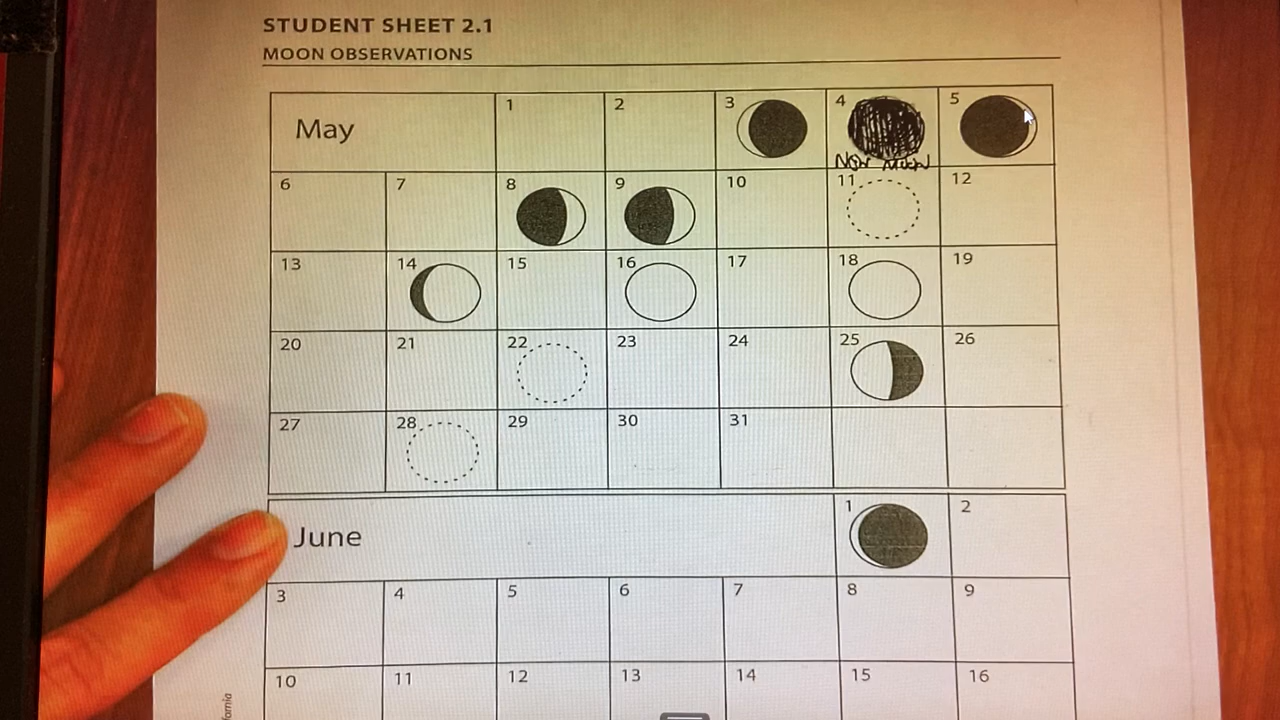 STUDENT SHEET 2.1
MOON OBSERVATIONS
May 1 2 3 4 5
New Moon
6 7 8 9 10 11 12
13 14 15 16 17 18 19
20 21 22 23 24 25 26
27 28 29 30 31
June 1 2
3 4 5 6 7 8 9
10 11 12 13 14 15 16